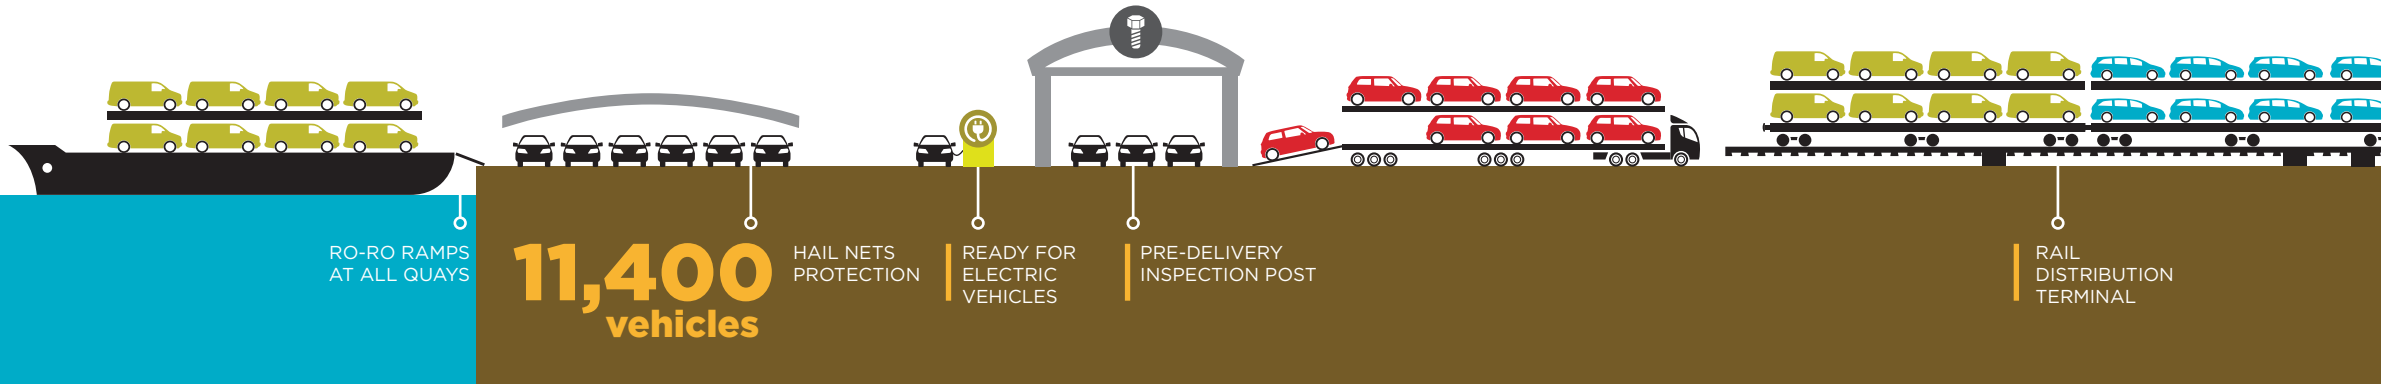 RO-RO RAMPS
AT ALL QUAYS
11,400
vehicles
HAIL NETS
PROTECTION
READY FOR
ELECTRIC
VEHICLES
PRE-DELIVERY
INSPECTION POST
RAIL
DISTRIBUTION
TERMINAL